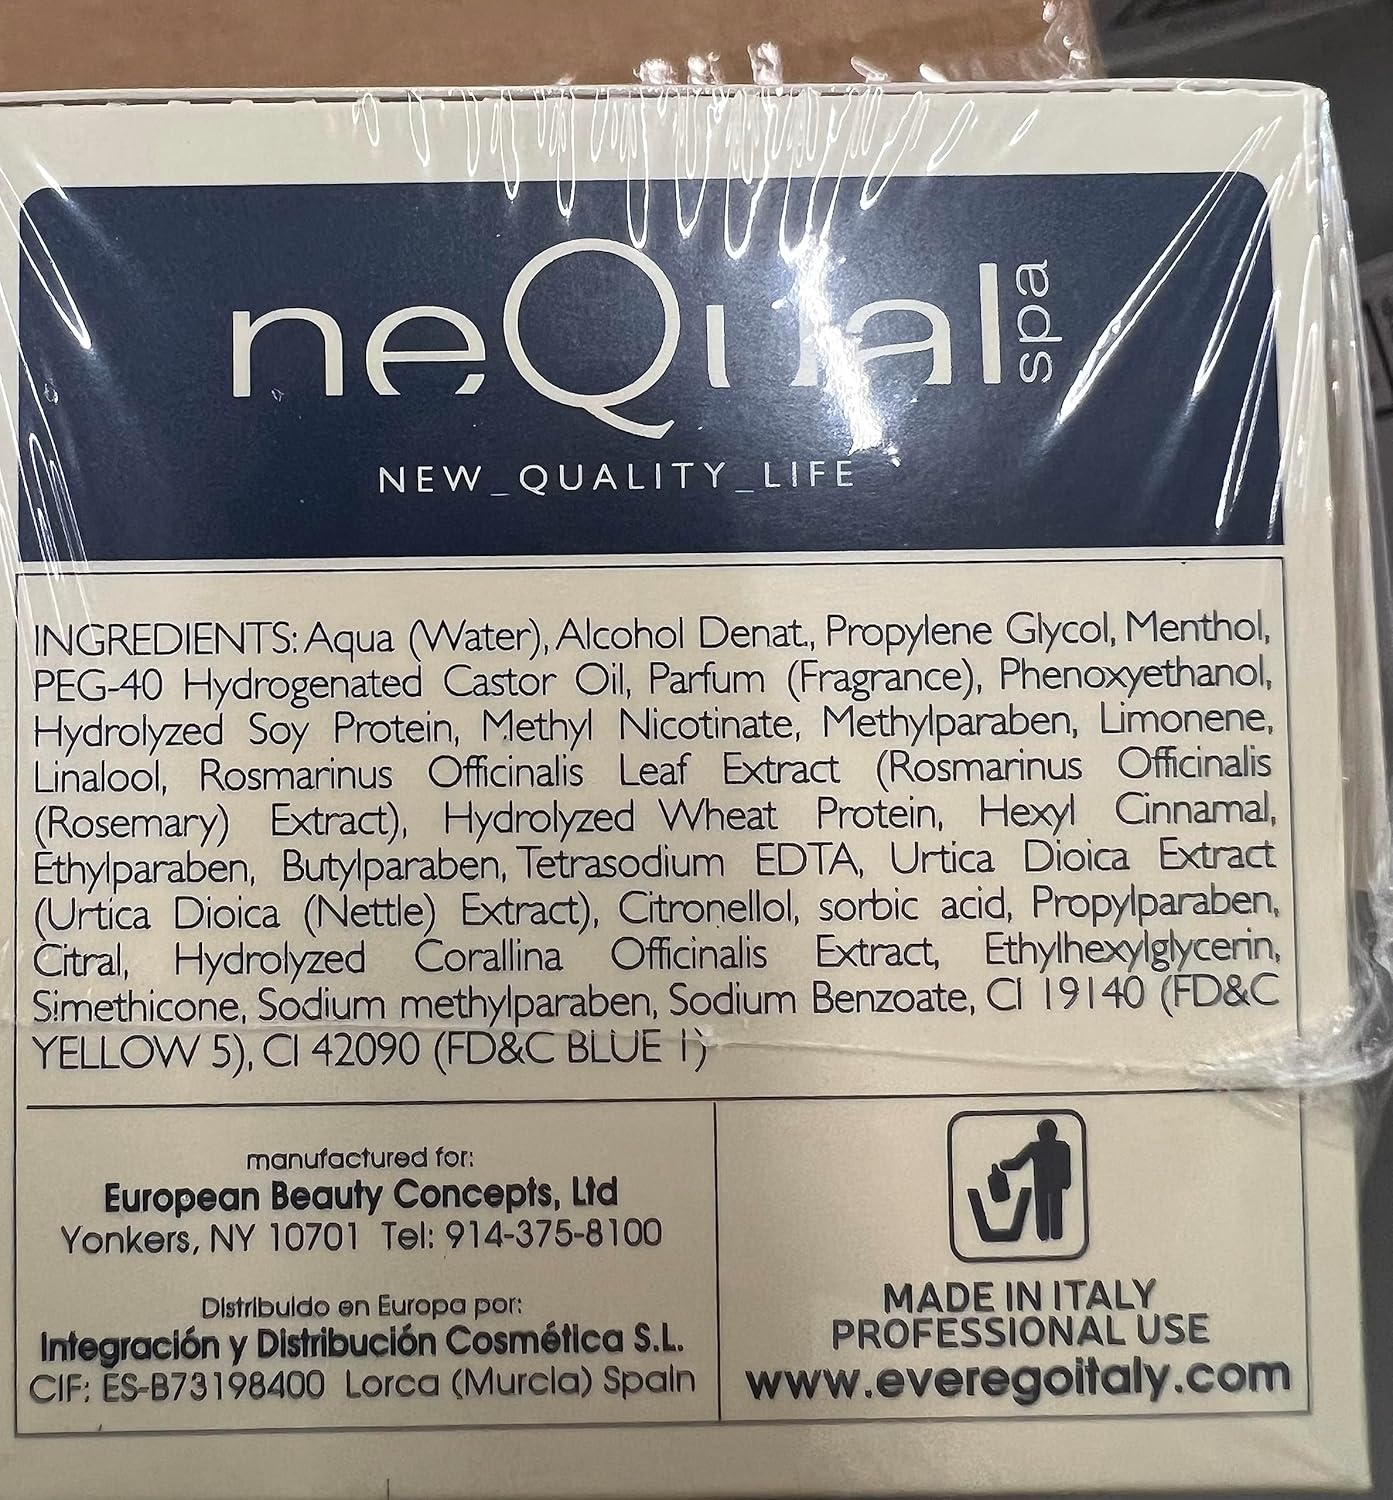 neQual spa
NEW_QUALITY_LIFE
INGREDIENTS: Aqua (Water), Alcohol Denat., Propylene Glycol, Menthol,
PEG-40 Hydrogenated Castor Oil, Parfum (Fragrance), Phenoxyethanol,
Hydrolyzed Soy Protein, Methyl Nicotinate, Methylparaben, Limonene,
Linalool, Rosmarinus Officinalis Leaf Extract (Rosmarinus Officinalis
(Rosemary) Extract), Hydrolyzed Wheat Protein, Hexyl Cinnamal,
Ethylparaben, Butylparaben, Tetrasodium EDTA, Urtica Dioica Extract
(Urtica Dioica (Nettle) Extract), Citronellol, sorbic acid, Propylparaben,
Citral, Hydrolyzed Corallina Officinalis Extract, Ethylhexylglycerin,
Simethicone, Sodium methylparaben, Sodium Benzoate, CI 19140 (FD&C
YELLOW 5), CI 42090 (FD&C BLUE 1)
manufactured for:
European Beauty Concepts, Ltd
Yonkers, NY 10701 Tel: 914-375-8100
Distribuido en Europa por:
Integración y Distribución Cosmética S.L.
CIF: ES-B73198400 Lorca (Murcia) Spain
MADE IN ITALY
PROFESSIONAL USE
www.everegoitaly.com